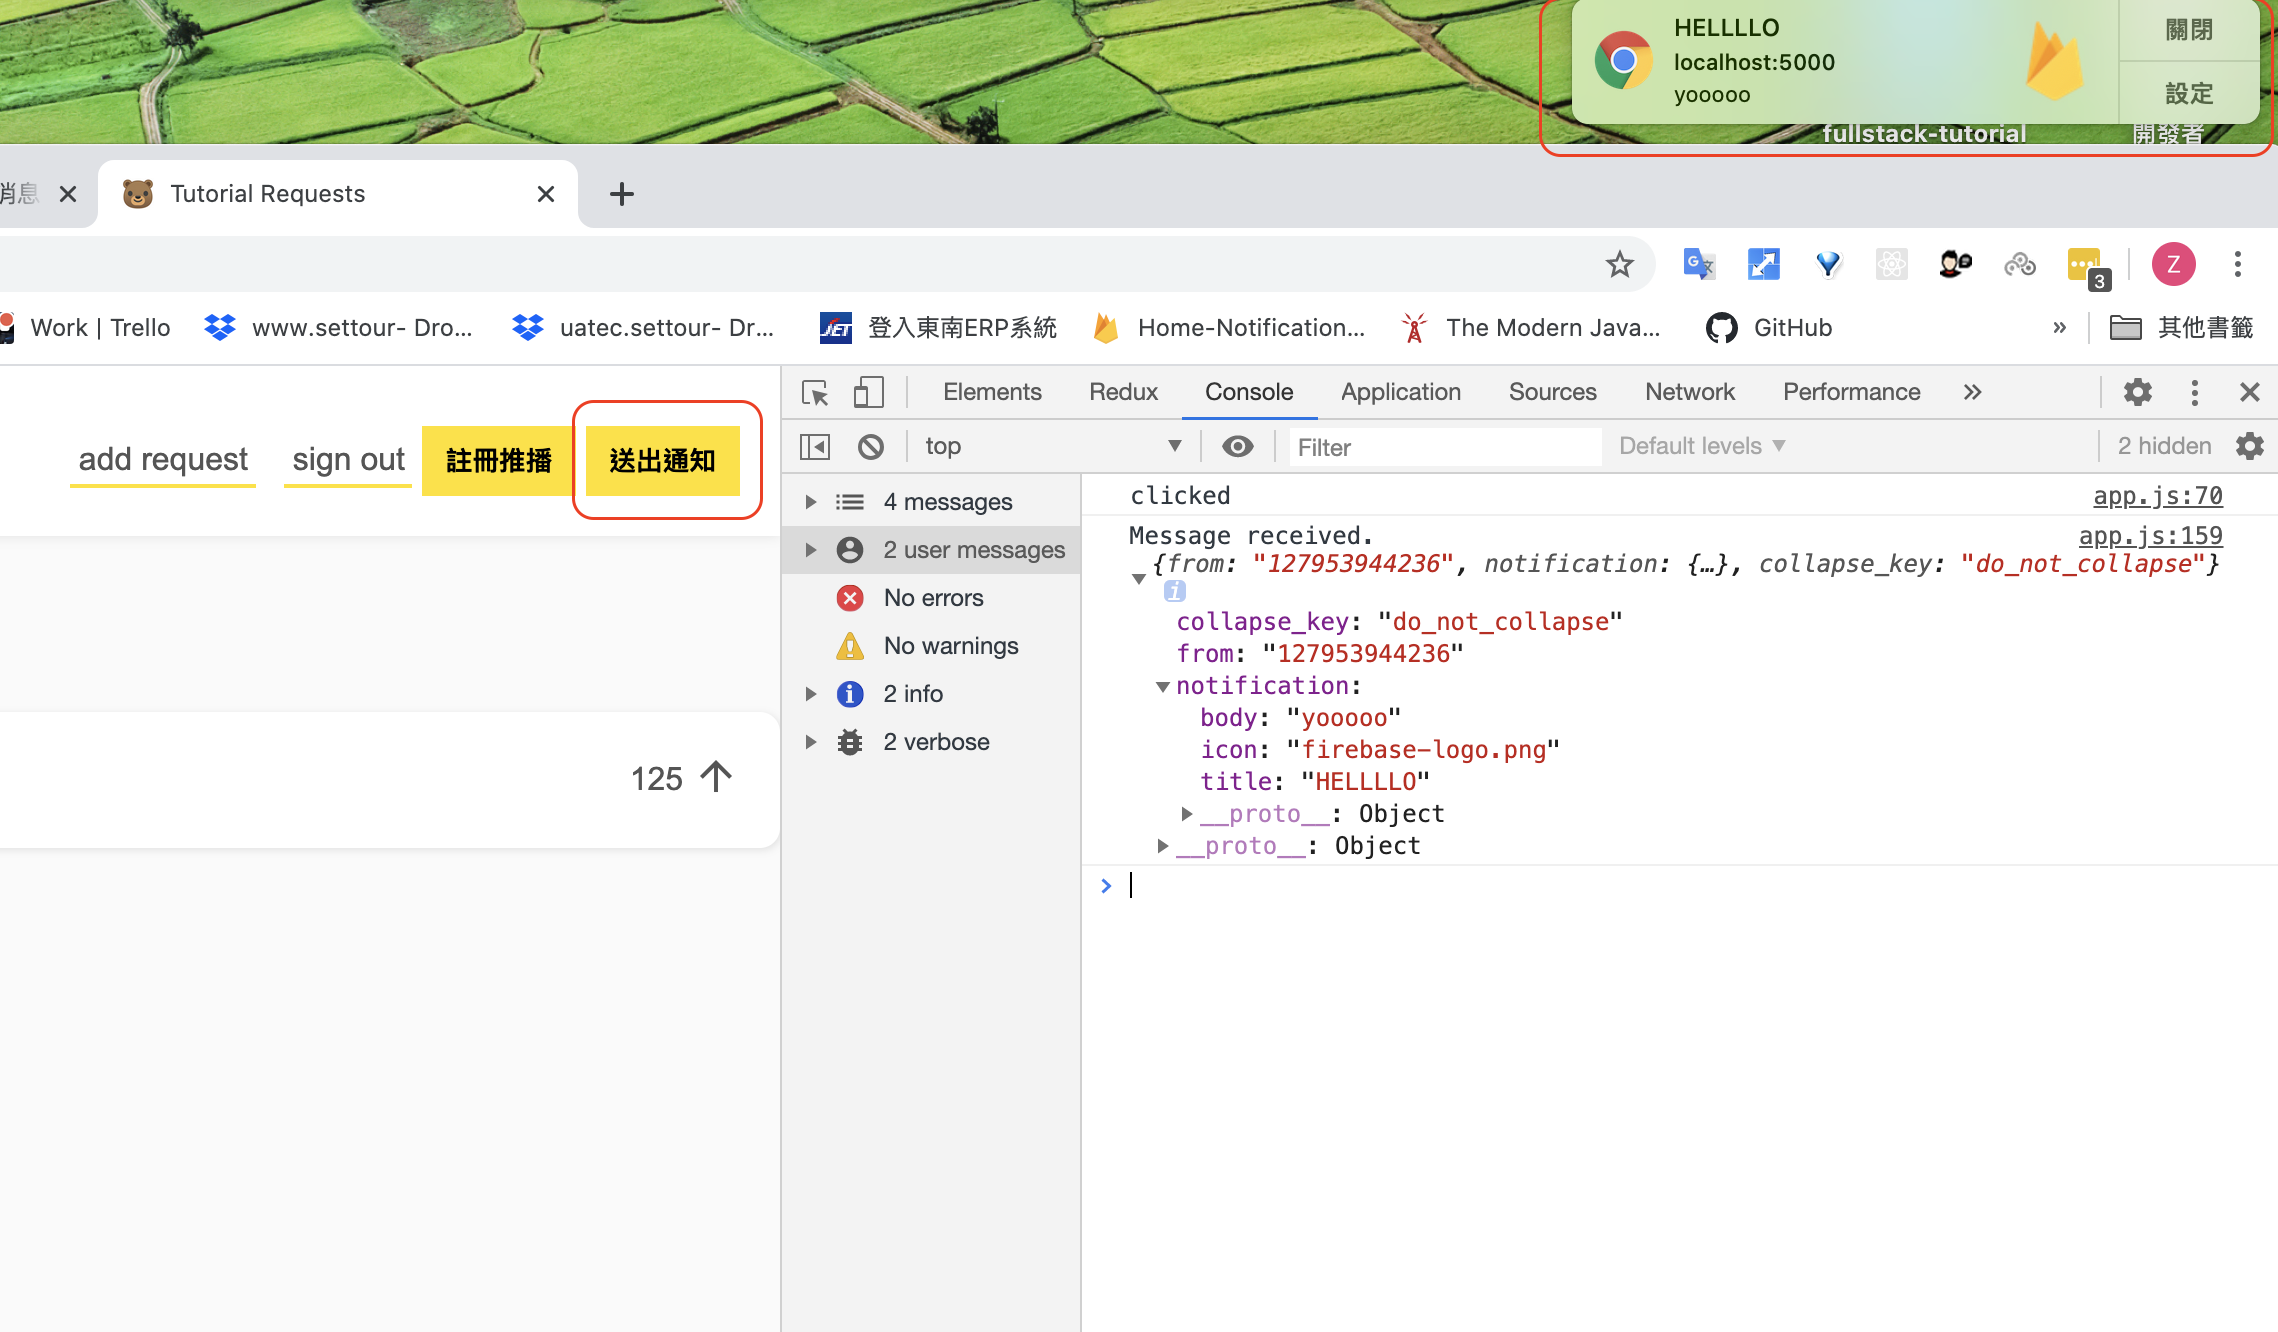 HELLLLO
localhost:5000
yooooo
關閉
設定
fullstack-tutorial
開發者
消息
Tutorial Requests
3
Z
Work | Trello
www.settour- Dro...
uatec.settour- Dr...
JET
登入東南ERP系統
Home-Notification...
The Modern Java...
GitHub
»
其他書籤
add request
sign out
註冊推播
送出通知
125
Elements
Redux
Console
Application
Sources
Network
Performance
»
top
Filter
Default levels
2 hidden
4 messages
2 user messages
No errors
No warnings
2 info
2 verbose
clicked
app.js:70
Message received.
app.js:159
{from: "127953944236", notification: {…}, collapse_key: "do_not_collapse"}
i
collapse_key: "do_not_collapse"
from: "127953944236"
notification:
body: "yooooo"
icon: "firebase-logo.png"
title: "HELLLLO"
__proto__: Object
__proto__: Object
>